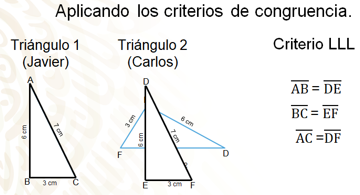 Aplicando los criterios de congruencia.
Triángulo 1
(Javier)
Triángulo 2
(Carlos)
Criterio LLL
A
6 cm
7 cm
B
3 cm
C
D
3 cm
6 cm
6 cm
7 cm
F
D
E
3 cm
F
AB = DE
BC = EF
AC =DF